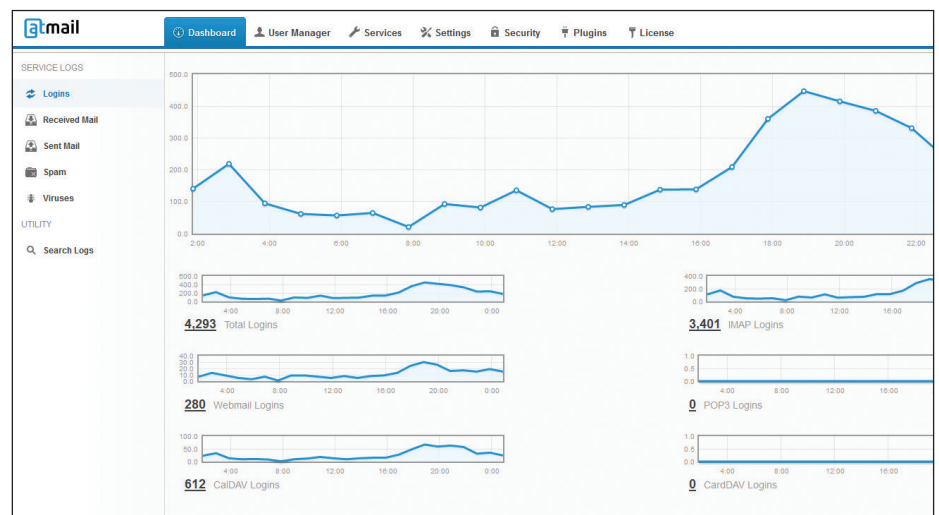 @mail
Dashboard User Manager Services Settings Security Plugins License
SERVICE LOGS
Logins
Received Mail
Sent Mail
Spam
Viruses
UTILITY
Search Logs
500.0
400.0
300.0
200.0
100.0
0.0
2:00 4:00 6:00 8:00 10:00 12:00 14:00 16:00 18:00 20:00 22:00
600.0
400.0
200.0
0.0
4:00 8:00 12:00 16:00 20:00 0:00
4,293 Total Logins
400.0
200.0
0.0
4:00 8:00 12:00 16:00
3,401 IMAP Logins
40.0
30.0
20.0
10.0
0.0
4:00 8:00 12:00 16:00 20:00 0:00
280 Webmail Logins
1.0
0.5
0.0
4:00 8:00 12:00 16:00
0 POP3 Logins
100.0
50.0
0.0
4:00 8:00 12:00 16:00 20:00 0:00
612 CalDAV Logins
1.0
0.5
0.0
4:00 8:00 12:00 16:00
0 CardDAV Logins